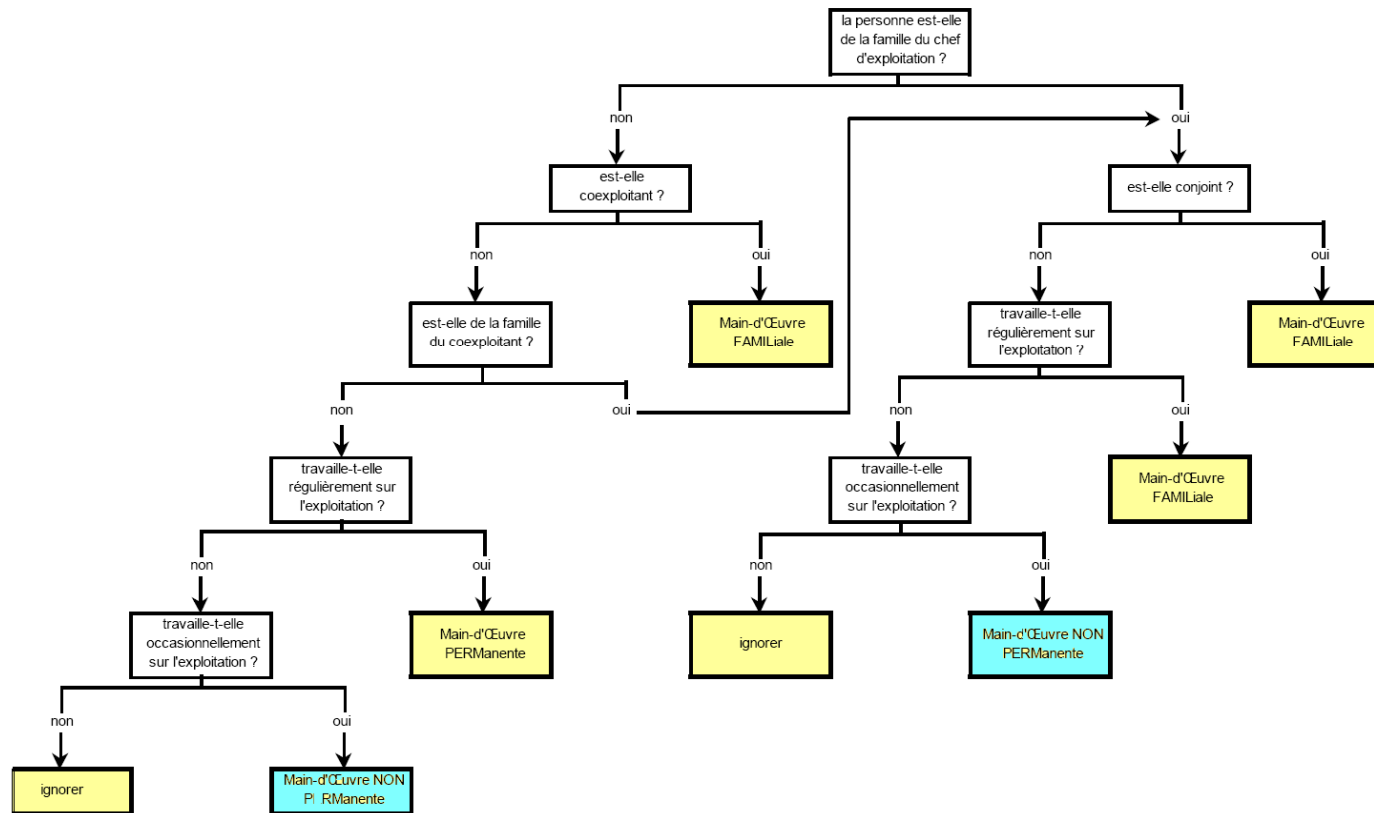 la personne est-elle
de la famille du chef
d'exploitation ?
non
oui
est-elle
coexploitant ?
est-elle conjoint ?
non
oui
non
oui
est-elle de la famille
du coexploitant ?
Main-d'Œuvre
FAMILiale
travaille-t-elle
régulièrement sur
l'exploitation ?
Main-d'Œuvre
FAMILiale
non
oui
non
oui
travaille-t-elle
régulièrement sur
l'exploitation ?
travaille-t-elle
occasionnellement
sur l'exploitation ?
Main-d'Œuvre
FAMILiale
non
oui
non
oui
travaille-t-elle
occasionnellement
sur l'exploitation ?
Main-d'Œuvre
PERManente
ignorer
Main-d'Œuvre NON
PERManente
non
oui
ignorer
Main-d'Œuvre NON
PERManente